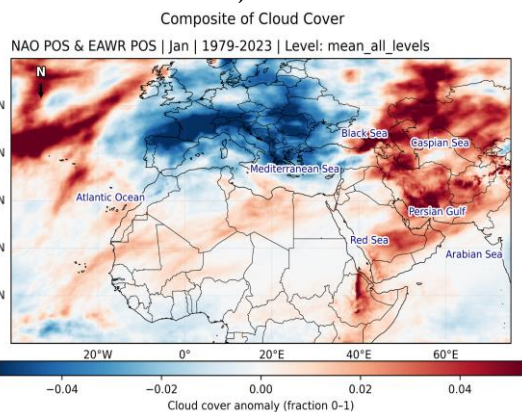 Composite of Cloud Cover
NAO POS & EAWR POS | Jan | 1979-2023 | Level: mean_all_levels
N
N
Black Sea
Caspian Sea
N
Mediterranean Sea
Atlantic Ocean
N
Persian Gulf
Red Sea
N
Arabian Sea
N
20°W 0° 20°E 40°E 60°E
−0.04 −0.02 0.00 0.02 0.04
Cloud cover anomaly (fraction 0–1)